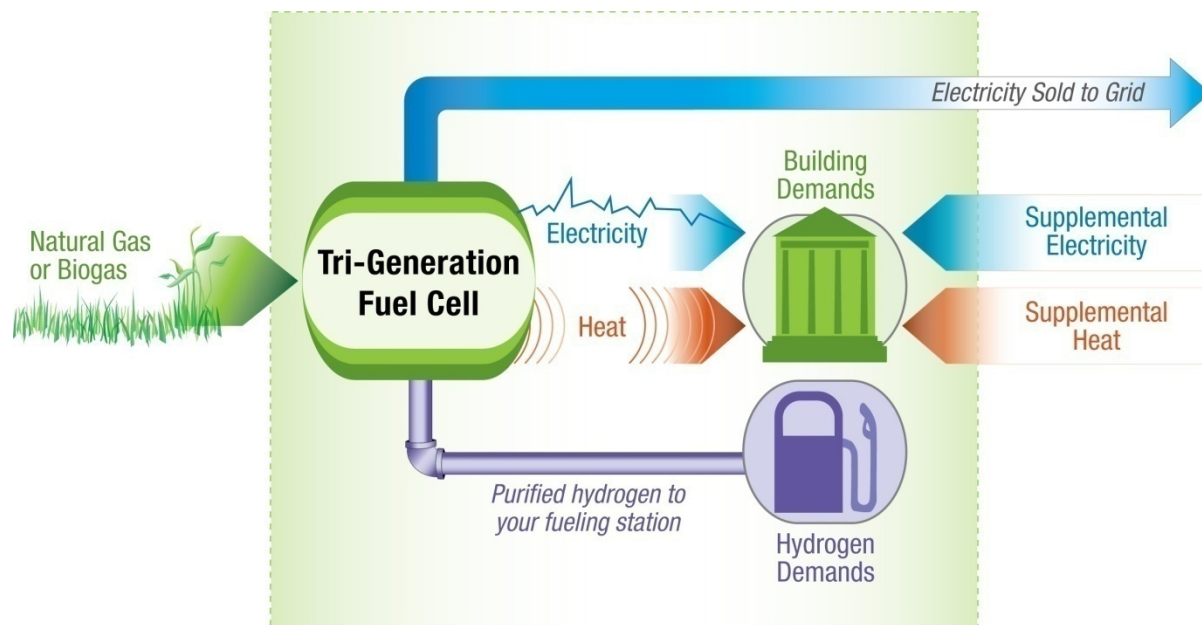 Electricity Sold to Grid
Building
Demands
Natural Gas
or Biogas
Tri-Generation
Fuel Cell
Electricity
Supplemental
Electricity
Heat
Supplemental
Heat
Purified hydrogen to
your fueling station
Hydrogen
Demands